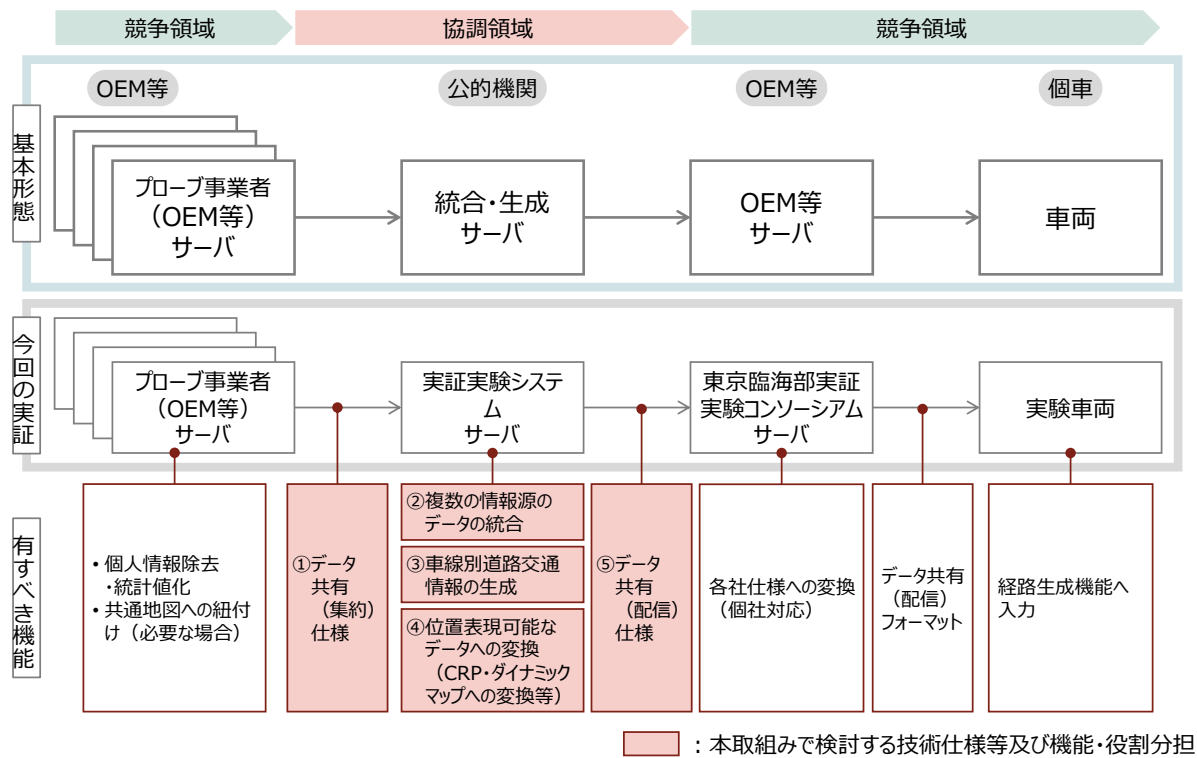 競争領域
協調領域
競争領域
基本形態
OEM等
公的機関
OEM等
個車
プローブ事業者
（OEM等）
サーバ
統合・生成
サーバ
OEM等
サーバ
車両
今回の実証
プローブ事業者
（OEM等）
サーバ
実証実験システ
ム
サーバ
東京臨海部実証
実験コンソーシアム
サーバ
実験車両
有すべき機能
• 個人情報除去
・統計値化
• 共通地図への紐付
け（必要な場合）
①データ
共有
（集約）
仕様
②複数の情報源の
データの統合
③車線別道路交通
情報の生成
④位置表現可能な
データへの変換
（CRP・ダイナミック
マップへの変換等）
⑤データ
共有
（配信）
仕様
各社仕様への変換
（個社対応）
データ共有
（配信）
フォーマット
経路生成機能へ
入力
：本取組みで検討する技術仕様等及び機能・役割分担